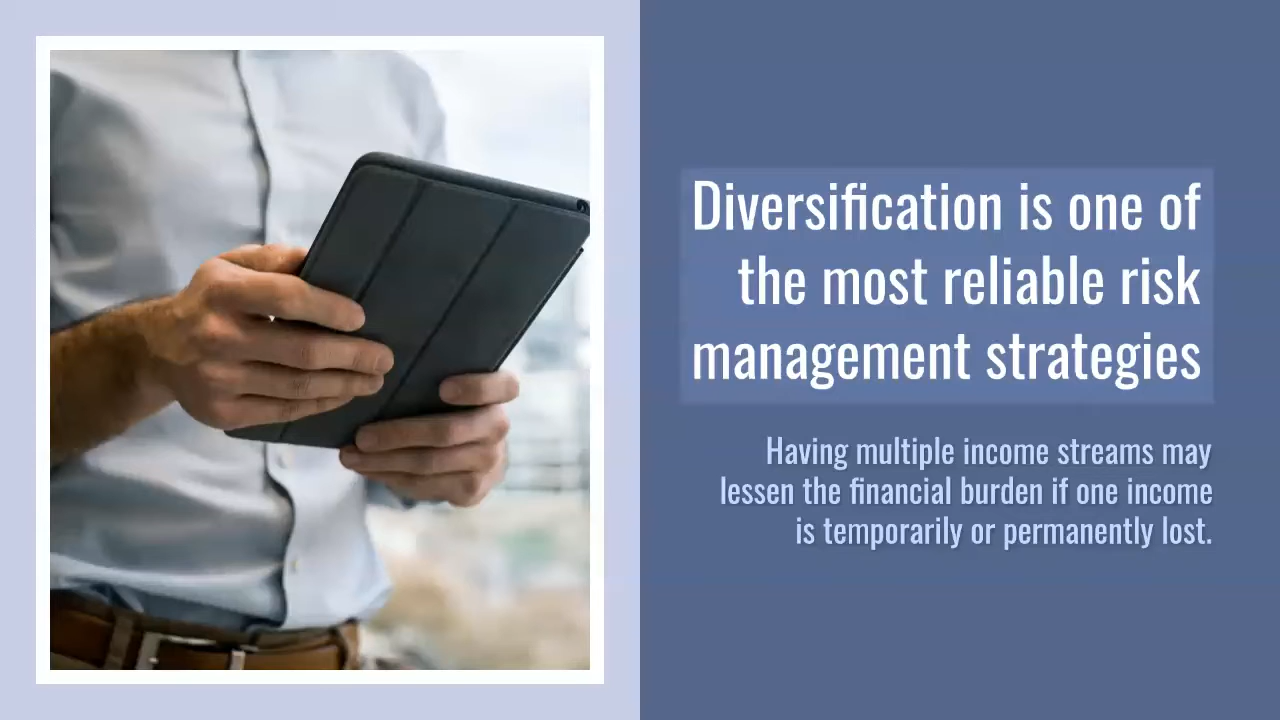 Diversification is one of
the most reliable risk
management strategies
Having multiple income streams may
lessen the financial burden if one income
is temporarily or permanently lost.